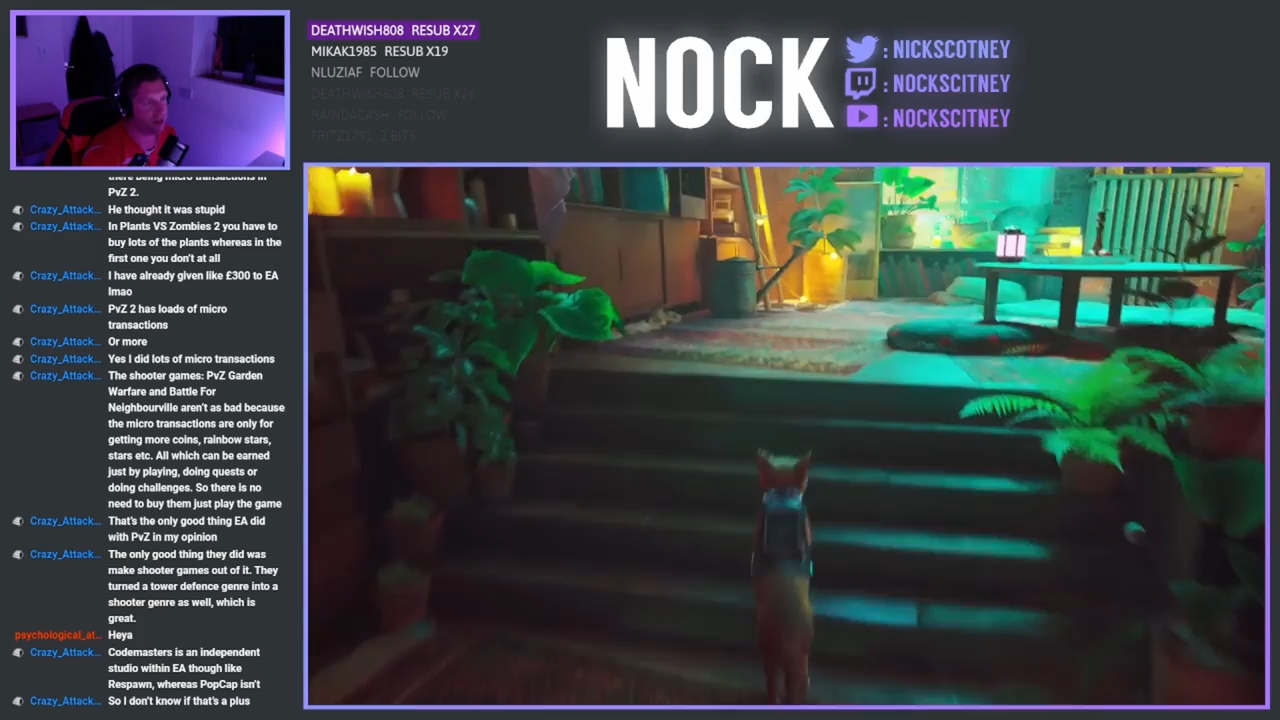 DEATHWISH808 RESUB X27
MIKAK1985 RESUB X19
NLUZIAF FOLLOW
DEATHWISH808 RESUB X26
RAINDACASH FOLLOW
FRITZ1791 2 BITS
NOCK
: NICKSCOTNEY
: NOCKSCITNEY
: NOCKSCITNEY
there being micro transactions in
PvZ 2.
Crazy_Attack... He thought it was stupid
Crazy_Attack... In Plants VS Zombies 2 you have to
buy lots of the plants whereas in the
first one you don't at all
Crazy_Attack... I have already given like £300 to EA
lmao
Crazy_Attack... PvZ 2 has loads of micro
transactions
Crazy_Attack... Or more
Crazy_Attack... Yes I did lots of micro transactions
Crazy_Attack... The shooter games: PvZ Garden
Warfare and Battle For
Neighbourville aren't as bad because
the micro transactions are only for
getting more coins, rainbow stars,
stars etc. All which can be earned
just by playing, doing quests or
doing challenges. So there is no
need to buy them just play the game
Crazy_Attack... That's the only good thing EA did
with PvZ in my opinion
Crazy_Attack... The only good thing they did was
make shooter games out of it. They
turned a tower defence genre into a
shooter genre as well, which is
great.
psychological_at... Heya
Crazy_Attack... Codemasters is an independent
studio within EA though like
Respawn, whereas PopCap isn't
Crazy_Attack... So I don't know if that's a plus